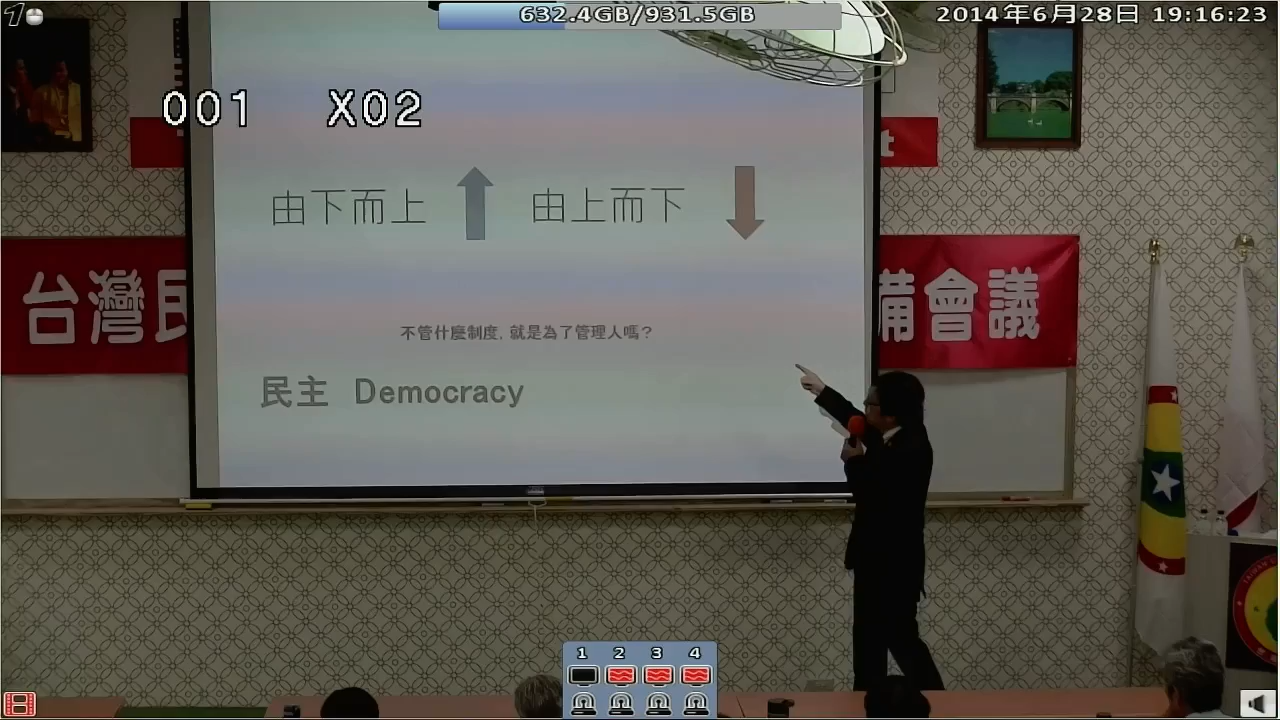 632.4GB/931.5GB
2014年6月28日 19:16:23
001 X02
t
由下而上 由上而下
台灣民
備會議
不管什麼制度, 就是為了管理人嗎?
民主 Democracy
1 2 3 4